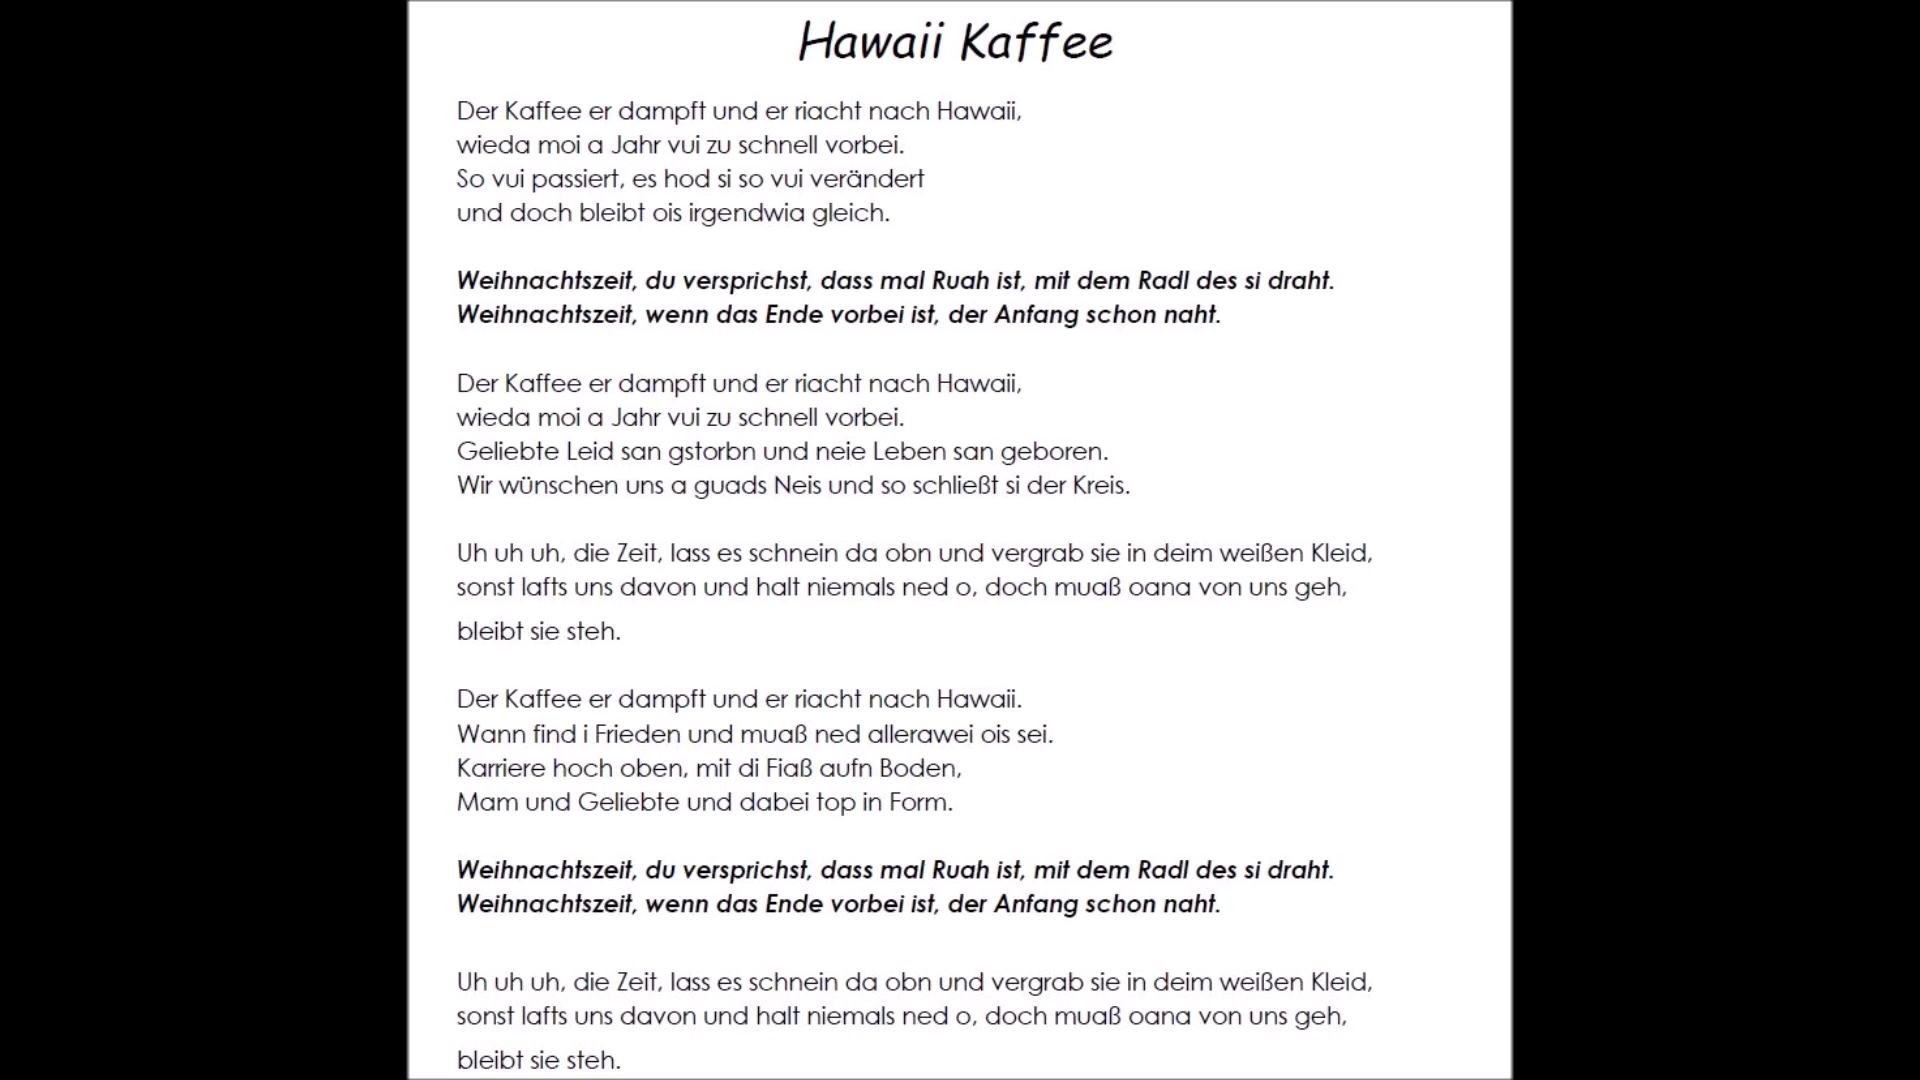 Hawaii Kaffee
Der Kaffee er dampft und er riacht nach Hawaii,
wieda moi a Jahr vui zu schnell vorbei.
So vui passiert, es hod si so vui verändert
und doch bleibt ois irgendwia gleich.
Weihnachtszeit, du versprichst, dass mal Ruah ist, mit dem Radl des si draht.
Weihnachtszeit, wenn das Ende vorbei ist, der Anfang schon naht.
Der Kaffee er dampft und er riacht nach Hawaii,
wieda moi a Jahr vui zu schnell vorbei.
Geliebte Leid san gstorbn und neie Leben san geboren.
Wir wünschen uns a guads Neis und so schließt si der Kreis.
Uh uh uh, die Zeit, lass es schnein da obn und vergrab sie in deim weißen Kleid,
sonst lafts uns davon und halt niemals ned o, doch muaß oana von uns geh,
bleibt sie steh.
Der Kaffee er dampft und er riacht nach Hawaii.
Wann find i Frieden und muaß ned allerawei ois sei.
Karriere hoch oben, mit di Fiaß aufn Boden,
Mam und Geliebte und dabei top in Form.
Weihnachtszeit, du versprichst, dass mal Ruah ist, mit dem Radl des si draht.
Weihnachtszeit, wenn das Ende vorbei ist, der Anfang schon naht.
Uh uh uh, die Zeit, lass es schnein da obn und vergrab sie in deim weißen Kleid,
sonst lafts uns davon und halt niemals ned o, doch muaß oana von uns geh,
bleibt sie steh.